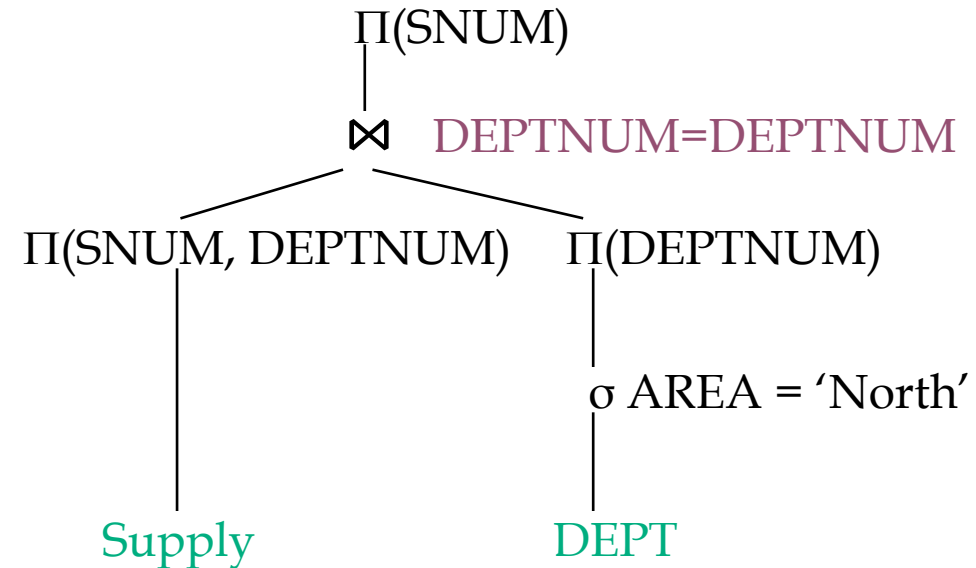 Π(SNUM)
⋈ DEPTNUM=DEPTNUM
Π(SNUM, DEPTNUM) Π(DEPTNUM)
σ AREA = ‘North’
Supply DEPT